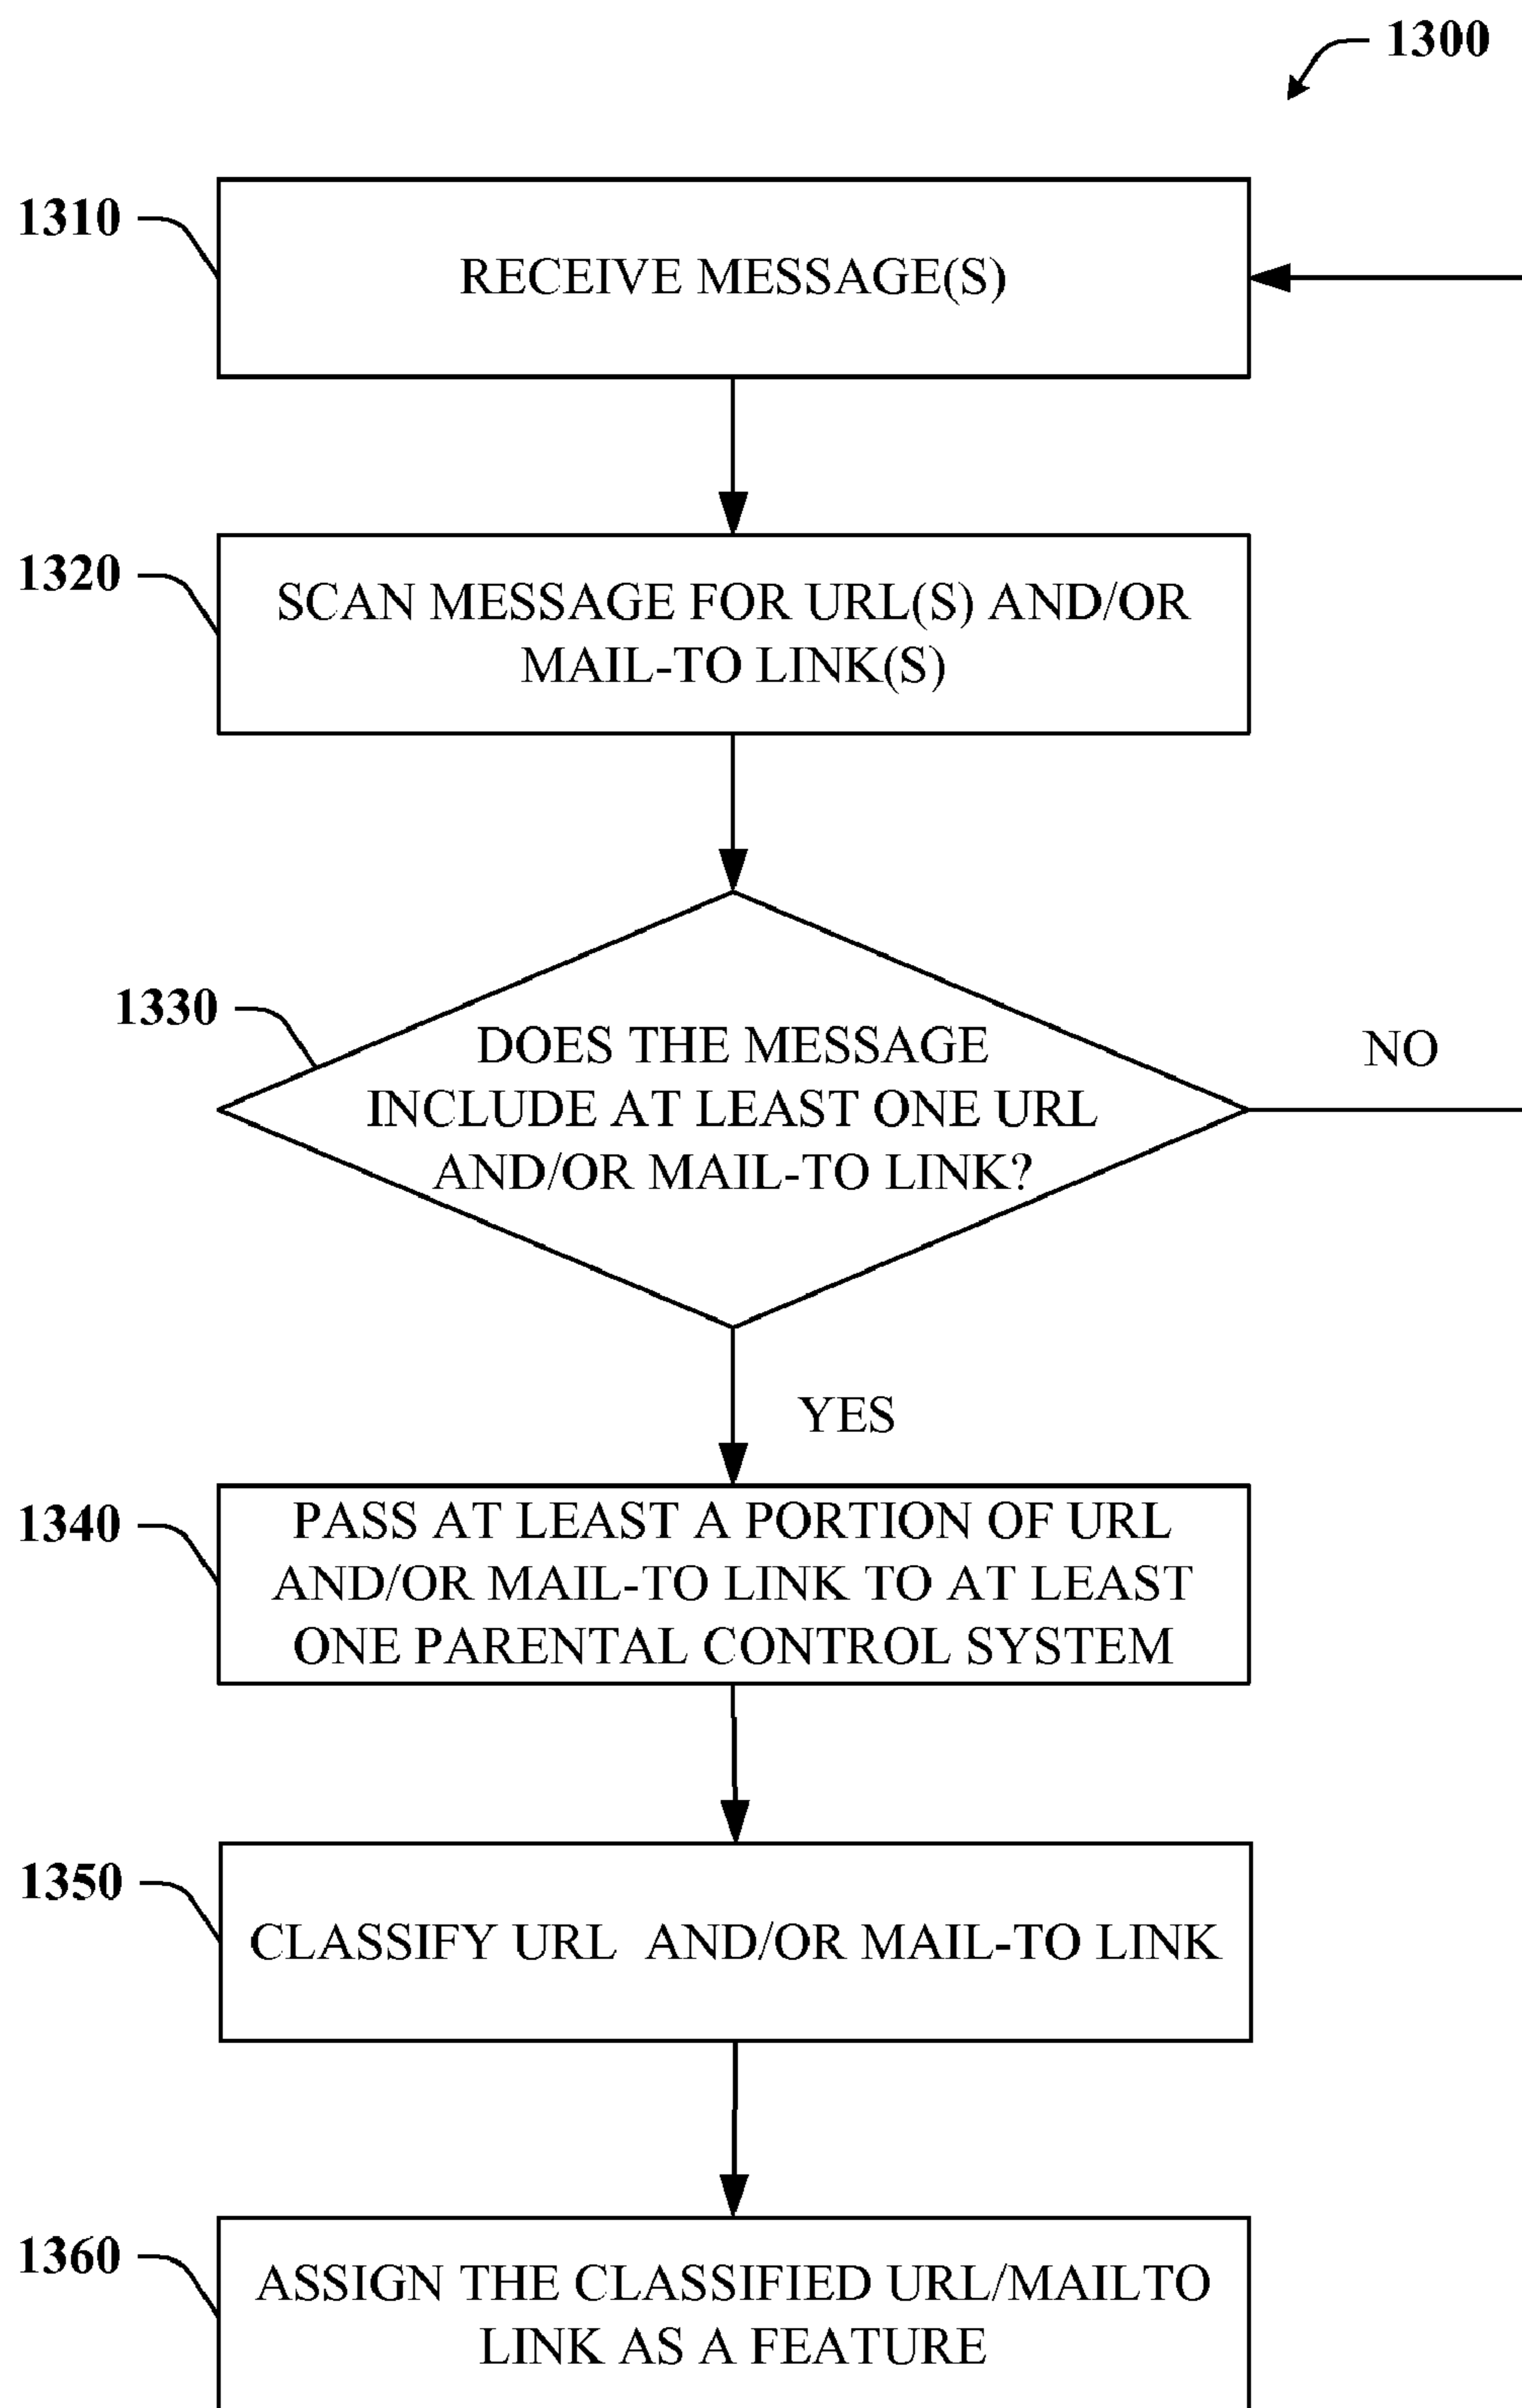 1300
1310
RECEIVE MESSAGE(S)
1320
SCAN MESSAGE FOR URL(S) AND/OR
MAIL-TO LINK(S)
1330
DOES THE MESSAGE
INCLUDE AT LEAST ONE URL
AND/OR MAIL-TO LINK?
NO
YES
1340
PASS AT LEAST A PORTION OF URL
AND/OR MAIL-TO LINK TO AT LEAST
ONE PARENTAL CONTROL SYSTEM
1350
CLASSIFY URL AND/OR MAIL-TO LINK
1360
ASSIGN THE CLASSIFIED URL/MAILTO
LINK AS A FEATURE